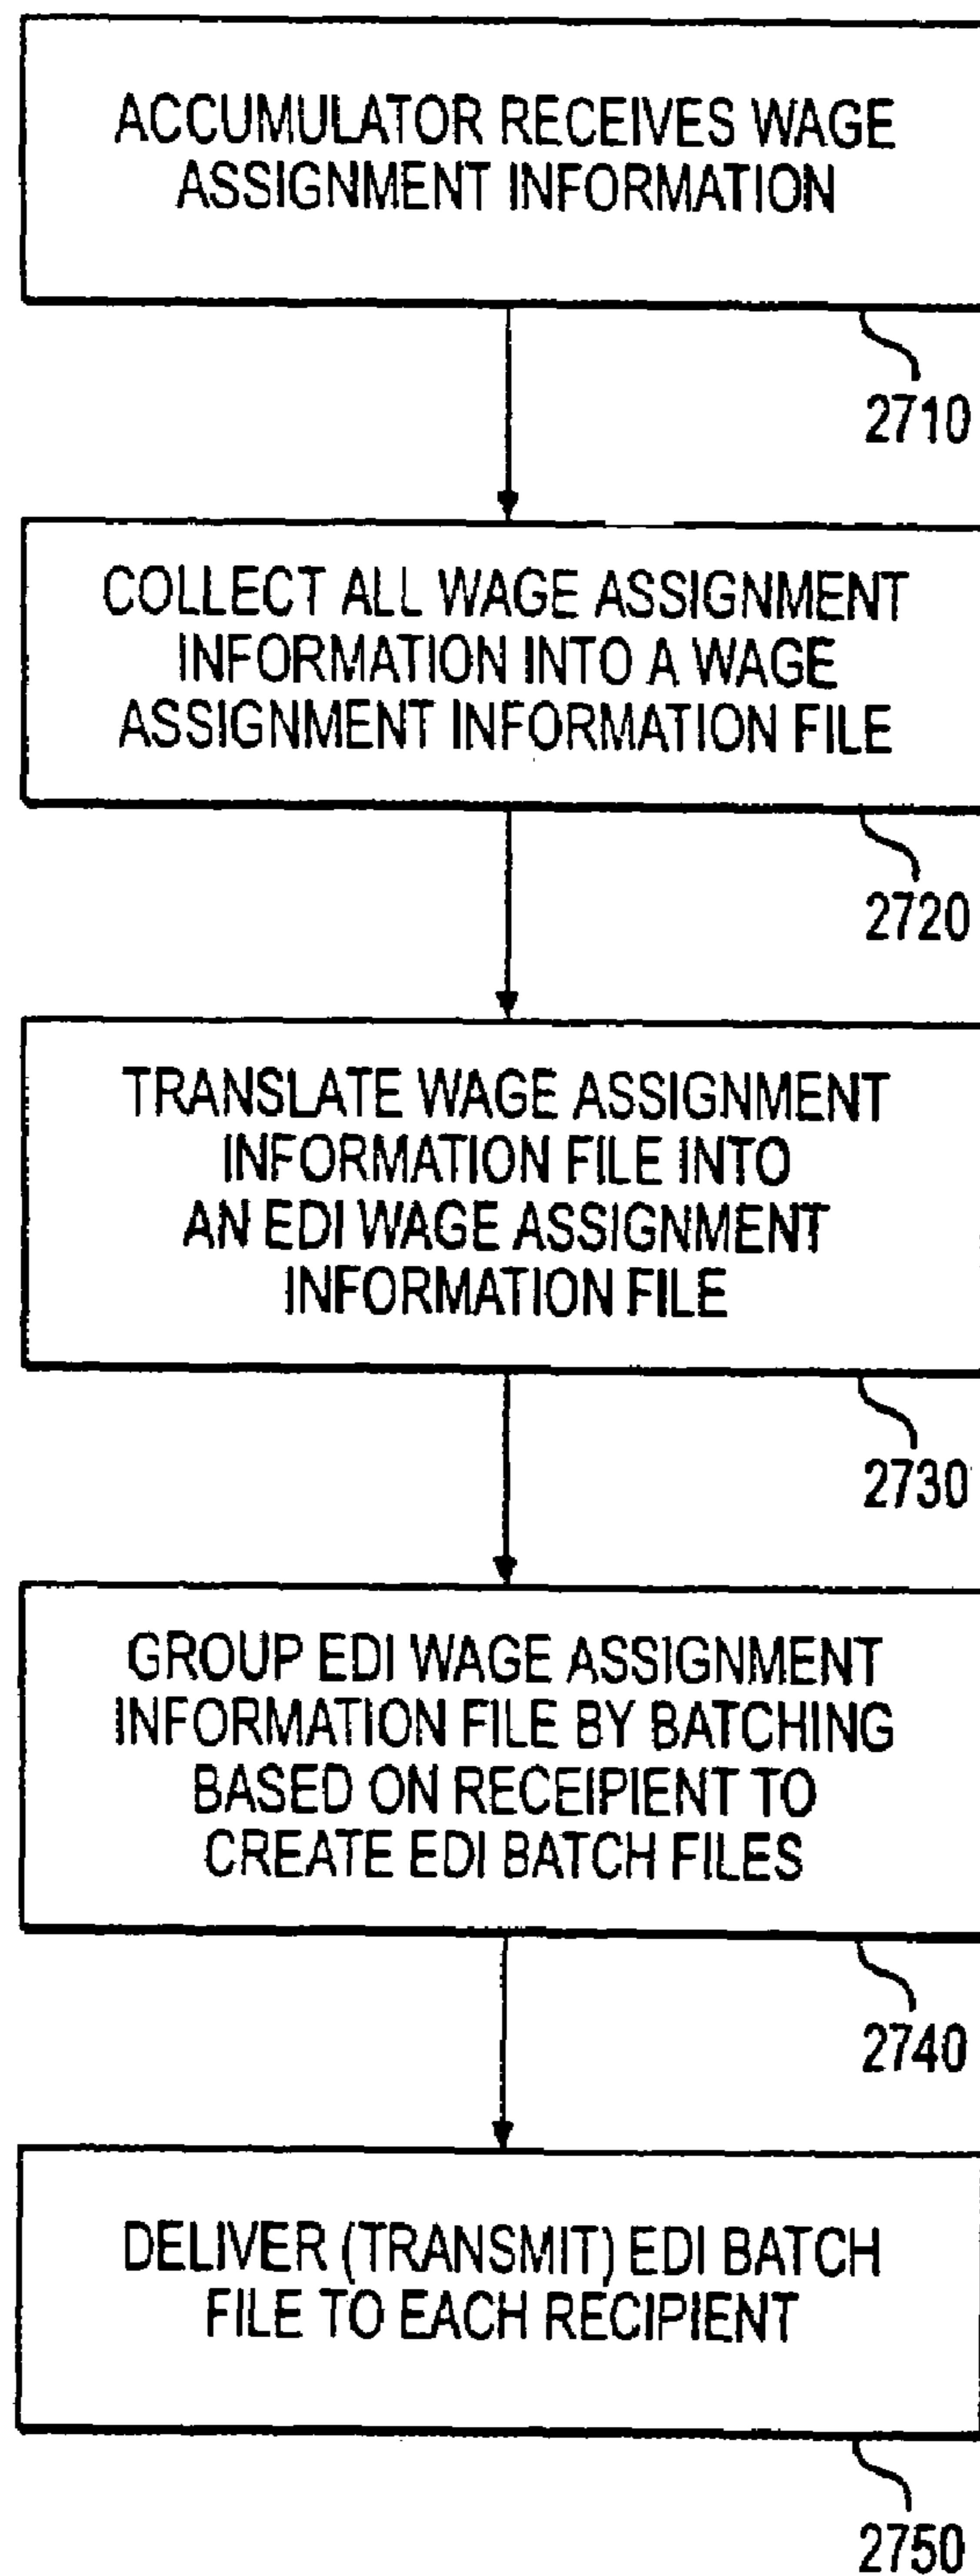 ACCUMULATOR RECEIVES WAGE
ASSIGNMENT INFORMATION
2710
COLLECT ALL WAGE ASSIGNMENT
INFORMATION INTO A WAGE
ASSIGNMENT INFORMATION FILE
2720
TRANSLATE WAGE ASSIGNMENT
INFORMATION FILE INTO
AN EDI WAGE ASSIGNMENT
INFORMATION FILE
2730
GROUP EDI WAGE ASSIGNMENT
INFORMATION FILE BY BATCHING
BASED ON RECEIPIENT TO
CREATE EDI BATCH FILES
2740
DELIVER (TRANSMIT) EDI BATCH
FILE TO EACH RECIPIENT
2750